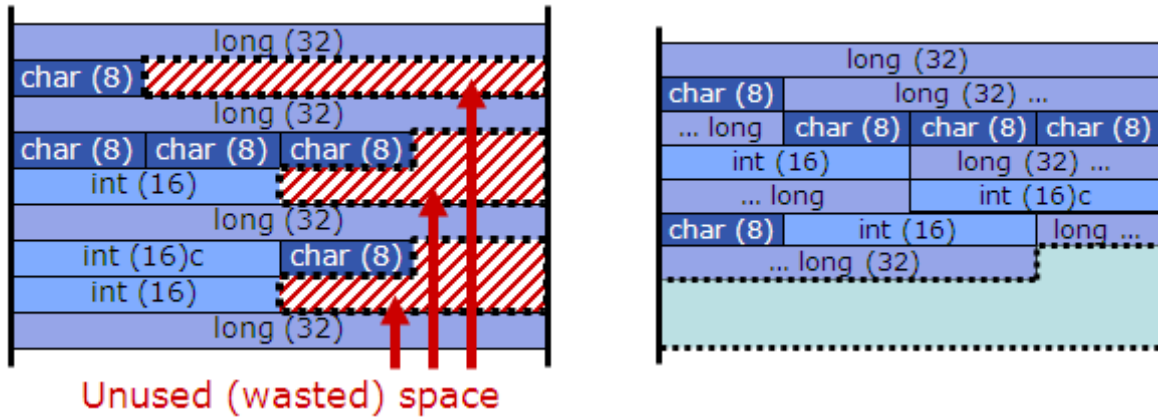 long (32)
char (8)
long (32)
char (8) char (8) char (8)
int (16)
long (32)
int (16)c char (8)
int (16)
long (32)
Unused (wasted) space
long (32)
char (8) long (32) ...
... long char (8) char (8) char (8)
int (16) long (32) ...
... long int (16)c
char (8) int (16) long ...
... long (32)